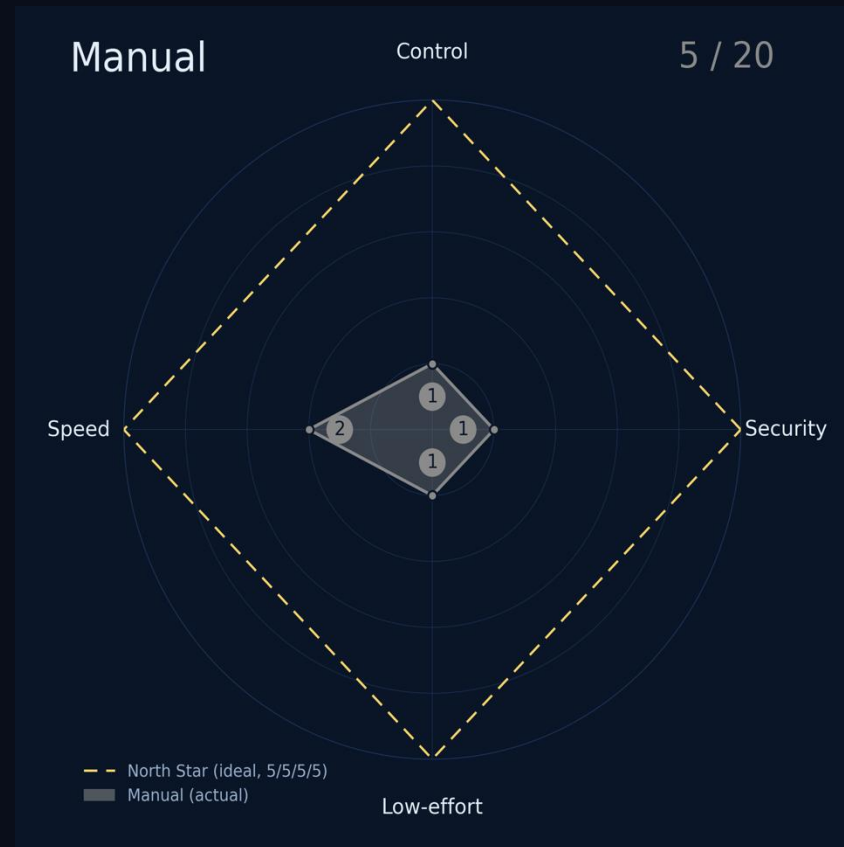 Manual
Control
5 / 20
1
Speed
2
1
Security
1
North Star (ideal, 5/5/5/5)
Manual (actual)
Low-effort